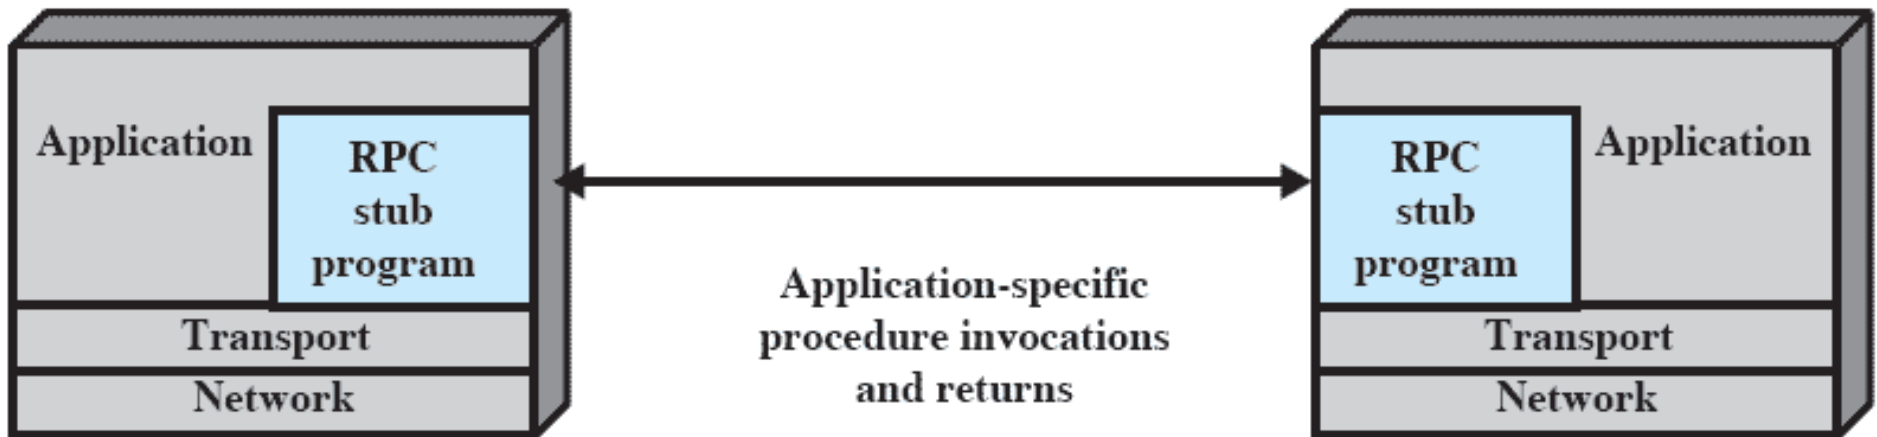 Application
RPC
stub
program
Transport
Network
Application-specific
procedure invocations
and returns
RPC
stub
program
Application
Transport
Network